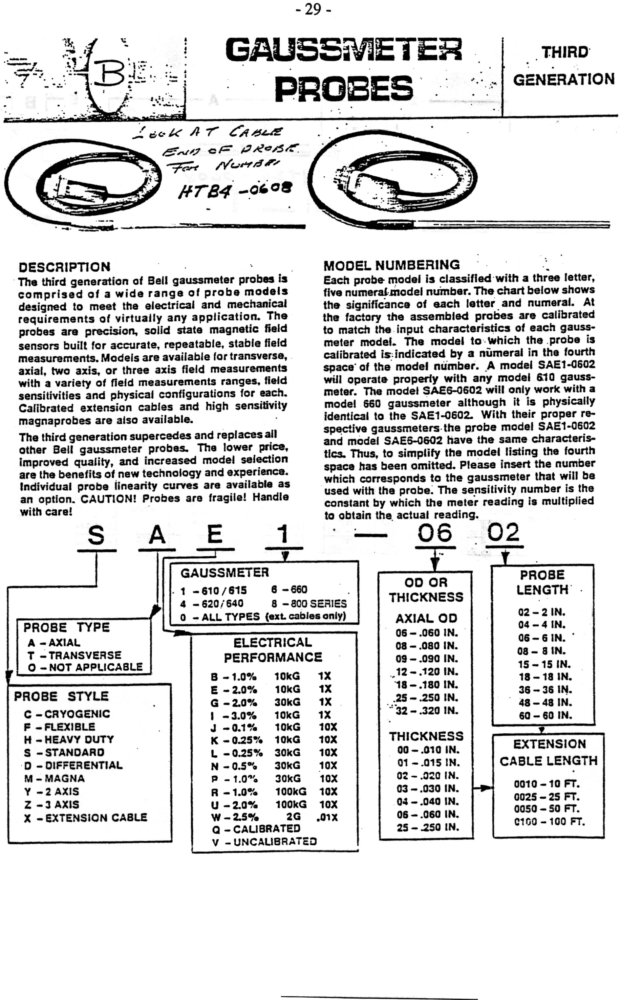 - 29 -
B
GAUSSMETER
PROBES
THIRD
GENERATION
LOOK AT CABLE
END OF PROBE
FOR NUMBER
HTB4-0608
DESCRIPTION
The third generation of Bell gaussmeter probes is
comprised of a wide range of probe models
designed to meet the electrical and mechanical
requirements of virtually any application. The
probes are precision, solid state magnetic field
sensors built for accurate, repeatable, stable field
measurements. Models are available for transverse,
axial, two axis, or three axis field measurements
with a variety of field measurements ranges, field
sensitivities and physical configurations for each.
Calibrated extension cables and high sensitivity
magnaprobes are also available.
The third generation supercedes and replaces all
other Bell gaussmeter probes. The lower price,
improved quality, and increased model selection
are the benefits of new technology and experience.
Individual probe linearity curves are available as
an option. CAUTION! Probes are fragile! Handle
with care!
MODEL NUMBERING
Each probe model is classified with a three letter,
five numeral model number. The chart below shows
the significance of each letter and numeral. At
the factory the assembled probes are calibrated
to match the input characteristics of each gauss-
meter model. The model to which the probe is
calibrated is indicated by a numeral in the fourth
space of the model number. A model SAE1-0602
will operate properly with any model 610 gauss-
meter. The model SAE6-0602 will only work with a
model 660 gaussmeter although it is physically
identical to the SAE1-0602. With their proper re-
spective gaussmeters the probe model SAE1-0602
and model SAE6-0602 have the same characteris-
tics. Thus, to simplify the model listing the fourth
space has been omitted. Please insert the number
which corresponds to the gaussmeter that will be
used with the probe. The sensitivity number is the
constant by which the meter reading is multiplied
to obtain the actual reading.
S A E 1 — 06 02
GAUSSMETER
1 - 610/615 6 - 660
4 - 620/640 8 - 800 SERIES
0 - ALL TYPES (ext. cables only)
PROBE TYPE
A - AXIAL
T - TRANSVERSE
O - NOT APPLICABLE
PROBE STYLE
C - CRYOGENIC
F - FLEXIBLE
H - HEAVY DUTY
S - STANDARD
D - DIFFERENTIAL
M - MAGNA
Y - 2 AXIS
Z - 3 AXIS
X - EXTENSION CABLE
ELECTRICAL
PERFORMANCE
B - 1.0% 10kG 1X
E - 2.0% 10kG 1X
G - 2.0% 30kG 1X
I - 3.0% 10kG 1X
J - 0.1% 10kG 10X
K - 0.25% 10kG 10X
L - 0.25% 30kG 10X
N - 0.5% 30kG 10X
P - 1.0% 30kG 10X
R - 1.0% 100kG 10X
U - 2.0% 100kG 10X
W - 2.5% 2G .01X
Q - CALIBRATED
V - UNCALIBRATED
OD OR
THICKNESS
AXIAL OD
06 - .060 IN.
08 - .080 IN.
09 - .090 IN.
12 - .120 IN.
18 - .180 IN.
25 - .250 IN.
32 - .320 IN.
THICKNESS
00 - .010 IN.
01 - .015 IN.
02 - .020 IN.
03 - .030 IN.
04 - .040 IN.
06 - .060 IN.
25 - .250 IN.
PROBE
LENGTH
02 - 2 IN.
04 - 4 IN.
06 - 6 IN.
08 - 8 IN.
15 - 15 IN.
18 - 18 IN.
36 - 36 IN.
48 - 48 IN.
60 - 60 IN.
EXTENSION
CABLE LENGTH
0010 - 10 FT.
0025 - 25 FT.
0050 - 50 FT.
0100 - 100 FT.